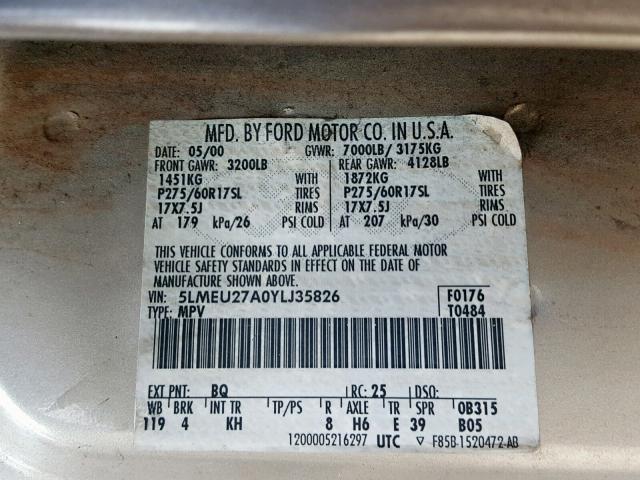 MFD. BY FORD MOTOR CO. IN U.S.A.
DATE: 05/00 GVWR: 7000LB/ 3175KG
FRONT GAWR: 3200LB REAR GAWR: 4128LB
1451KG WITH 1872KG WITH
P275/60R17SL TIRES P275/60R17SL TIRES
17X7.5J RIMS 17X7.5J RIMS
AT 179 kPa/26 PSI COLD AT 207 kPa/30 PSI COLD
THIS VEHICLE CONFORMS TO ALL APPLICABLE FEDERAL MOTOR
VEHICLE SAFETY STANDARDS IN EFFECT ON THE DATE OF
MANUFACTURE SHOWN ABOVE.
VIN: 5LMEU27A0YLJ35826 F0176
TYPE: MPV T0484
EXT PNT: BQ RC: 25 DSO:
WB BRK INT TR TP/PS R AXLE TR SPR 0B315
119 4 KH 8 H6 E 39 B05
1200005216297 UTC ▽ F85B-1520472-AB